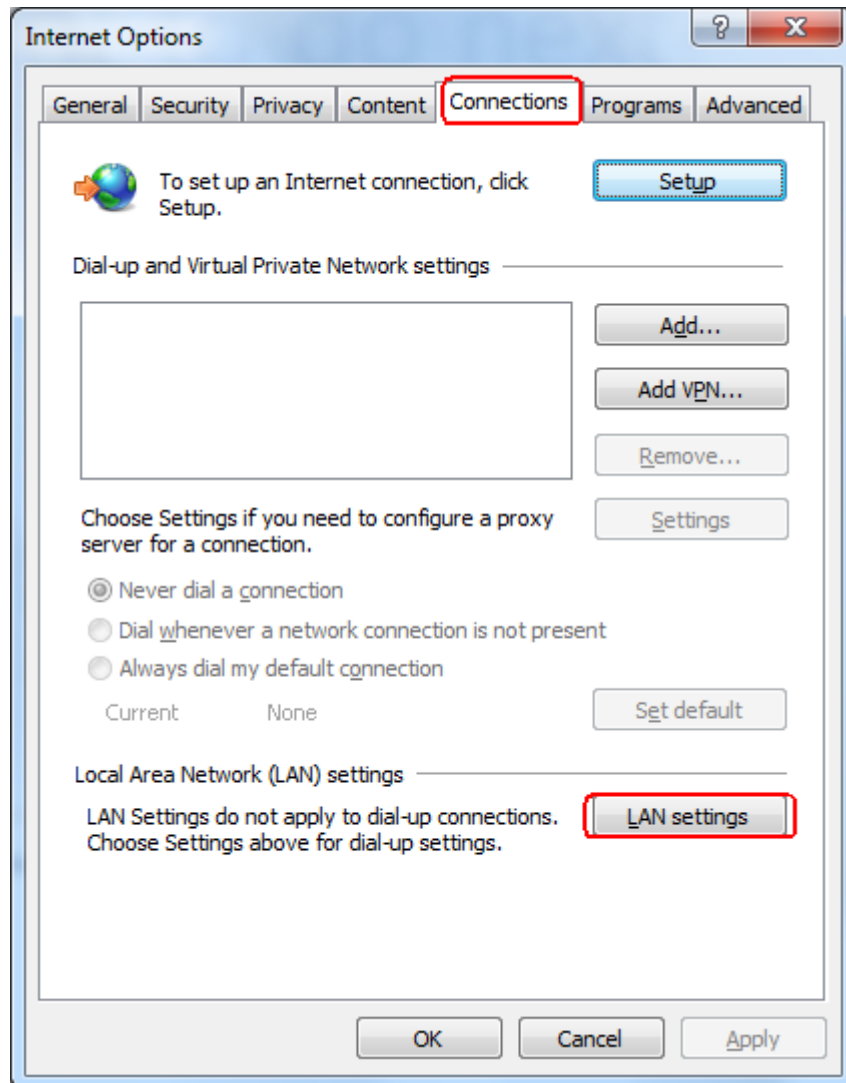 Internet Options
General Security Privacy Content Connections Programs Advanced
To set up an Internet connection, click
Setup.
Setup
Dial-up and Virtual Private Network settings
Add...
Add VPN...
Remove...
Choose Settings if you need to configure a proxy
server for a connection.
Settings
Never dial a connection
Dial whenever a network connection is not present
Always dial my default connection
Current None
Set default
Local Area Network (LAN) settings
LAN Settings do not apply to dial-up connections.
Choose Settings above for dial-up settings.
LAN settings
OK Cancel Apply